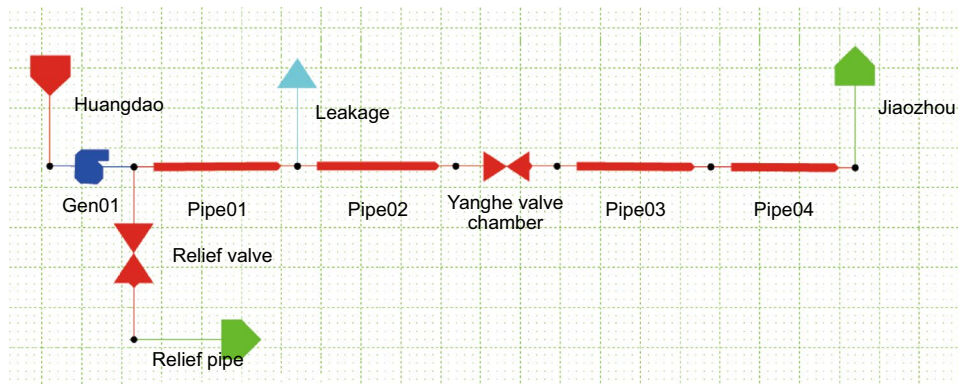 Huangdao
Leakage
Jiaozhou
Gen01
Pipe01
Pipe02
Yanghe valve
chamber
Pipe03
Pipe04
Relief valve
Relief pipe